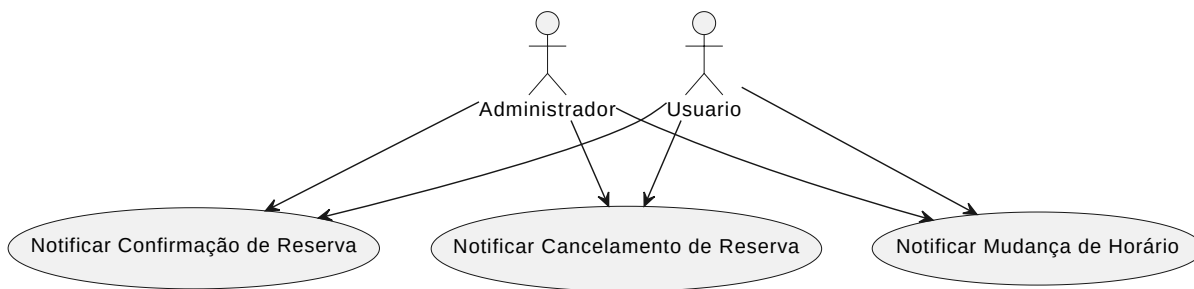 Administrador
Usuario
Notificar Confirmação de Reserva
Notificar Cancelamento de Reserva
Notificar Mudança de Horário